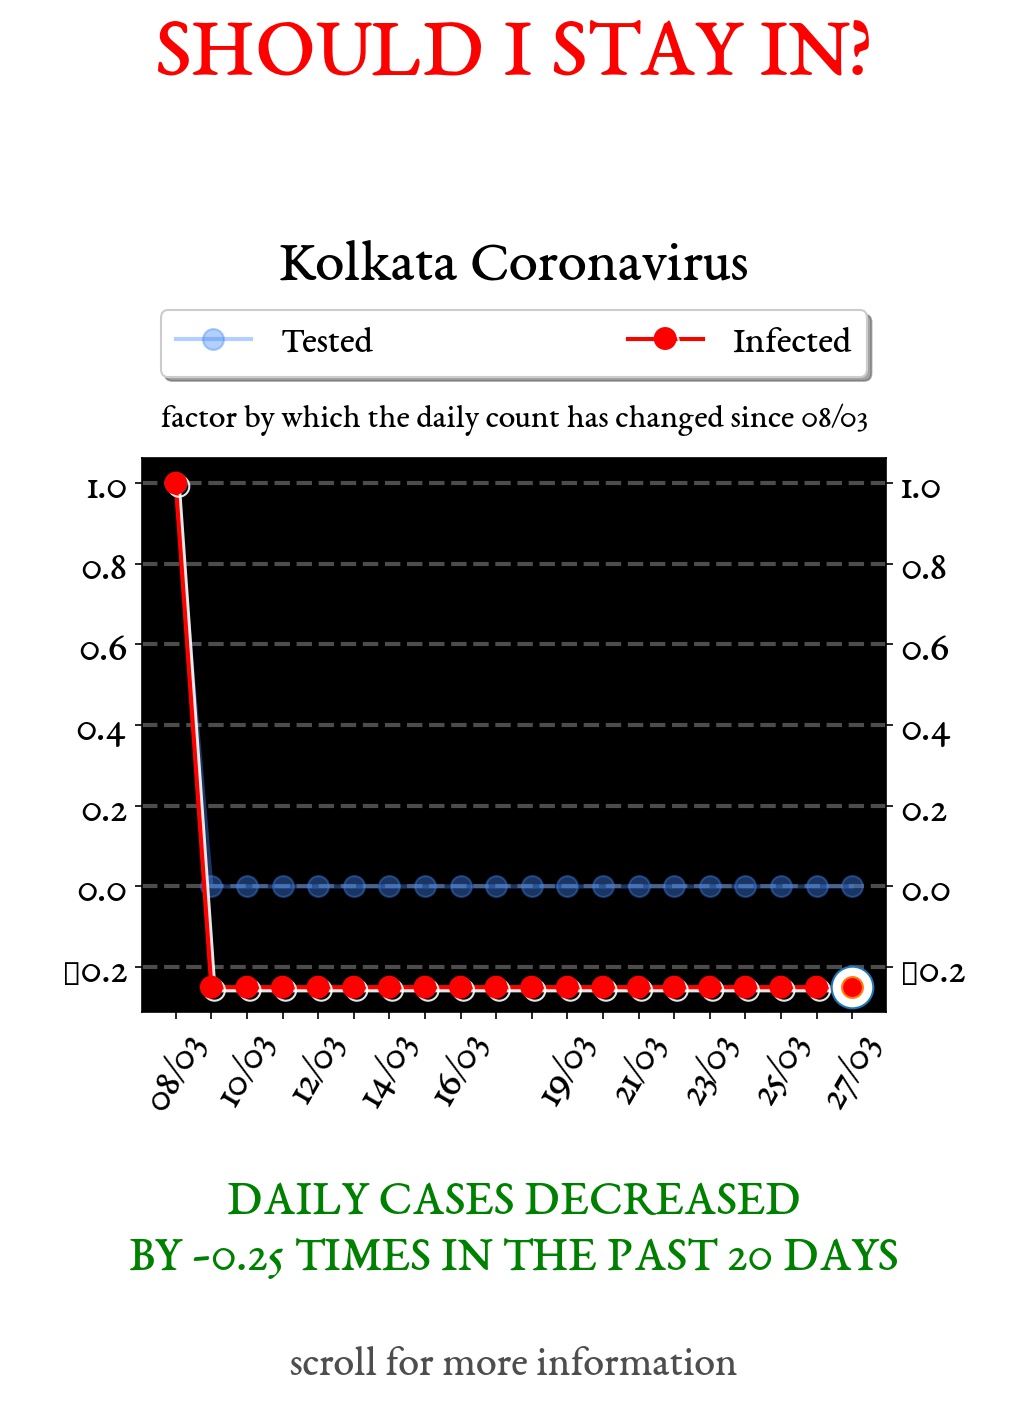 SHOULD I STAY IN?
Kolkata Coronavirus
Tested Infected
factor by which the daily count has changed since 08/03
1.0 1.0
0.8 0.8
0.6 0.6
0.4 0.4
0.2 0.2
0.0 0.0
▯0.2 ▯0.2
08/03 10/03 12/03 14/03 16/03 19/03 21/03 23/03 25/03 27/03
DAILY CASES DECREASED
BY -0.25 TIMES IN THE PAST 20 DAYS
scroll for more information